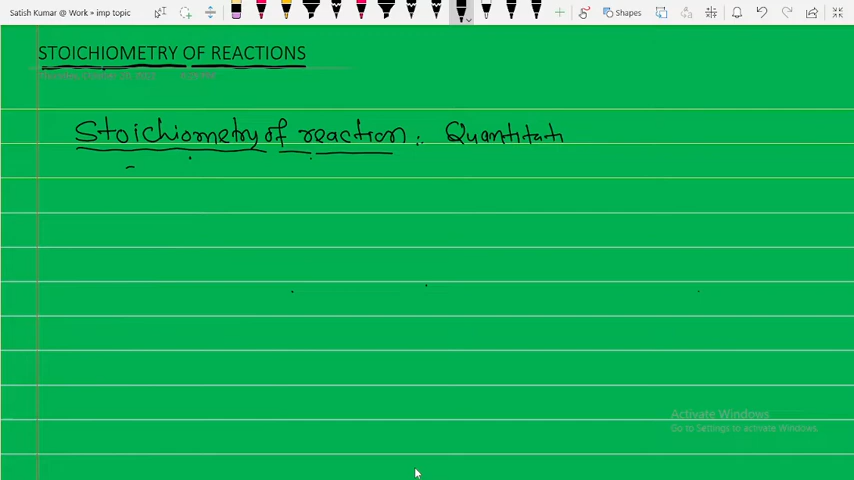 Satish Kumar @ Work » imp topic
Shapes
STOICHIOMETRY OF REACTIONS
Stoichiometry of reaction : Quantitati
Activate Windows
Go to Settings to activate Windows.